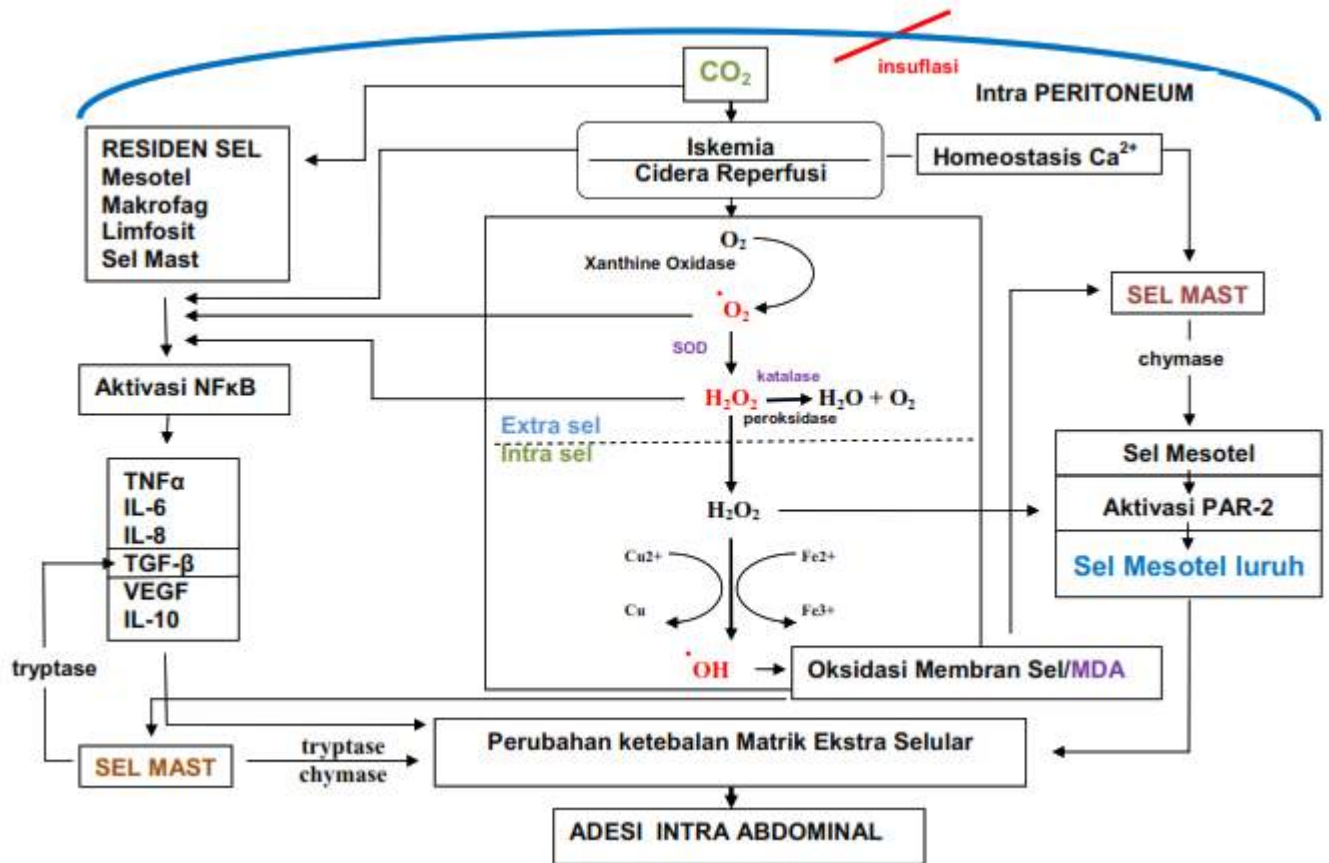 insuflasi
CO₂
Intra PERITONEUM
RESIDEN SEL
Mesotel
Makrofag
Limfosit
Sel Mast
Iskemia
Cidera Reperfusi
Homeostasis Ca²⁺
O₂
Xanthine Oxidase
•O₂
SEL MAST
SOD
chymase
Aktivasi NFκB
katalase
H₂O₂
H₂O + O₂
peroksidase
Extra sel
Intra sel
Sel Mesotel
Aktivasi PAR-2
Sel Mesotel luruh
TNFα
IL-6
IL-8
TGF-β
VEGF
IL-10
H₂O₂
Cu2+
Fe2+
Cu
Fe3+
tryptase
•OH
Oksidasi Membran Sel/MDA
SEL MAST
tryptase
chymase
Perubahan ketebalan Matrik Ekstra Selular
ADESI INTRA ABDOMINAL